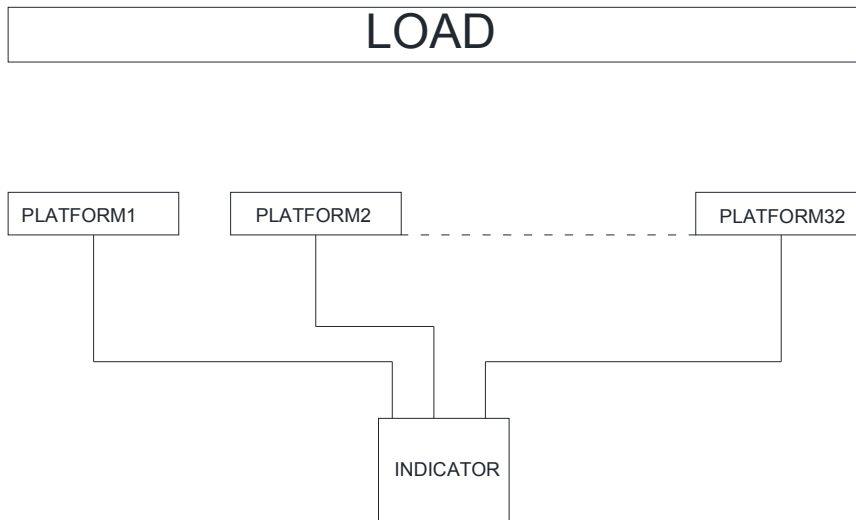 LOAD
PLATFORM1
PLATFORM2
PLATFORM32
INDICATOR